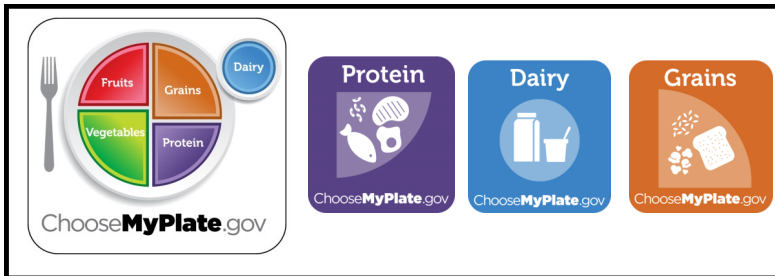 Fruits
Grains
Dairy
Vegetables
Protein
ChooseMyPlate.gov
Protein
ChooseMyPlate.gov
Dairy
ChooseMyPlate.gov
Grains
ChooseMyPlate.gov